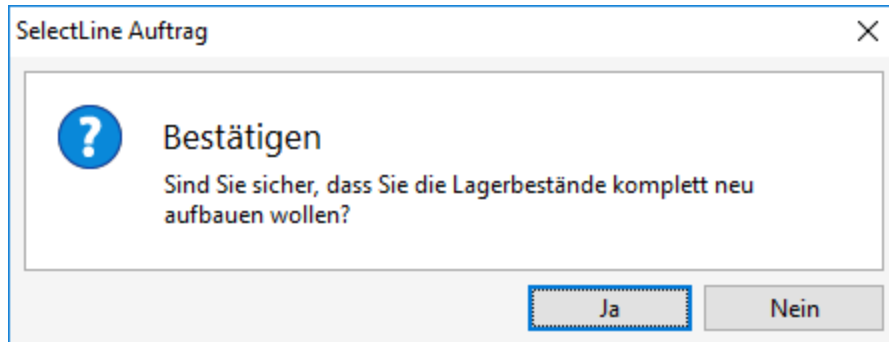 SelectLine Auftrag
Bestätigen
Sind Sie sicher, dass Sie die Lagerbestände komplett neu
aufbauen wollen?
Ja
Nein